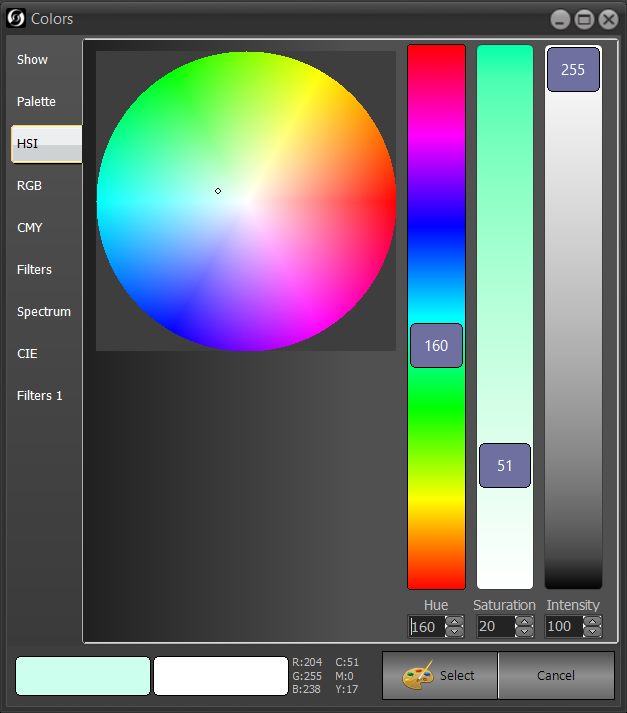 Colors
Show
Palette
HSI
RGB
CMY
Filters
Spectrum
CIE
Filters 1
255
160
51
Hue Saturation Intensity
160 20 100
R:204 C:51
G:255 M:0
B:238 Y:17
Select Cancel